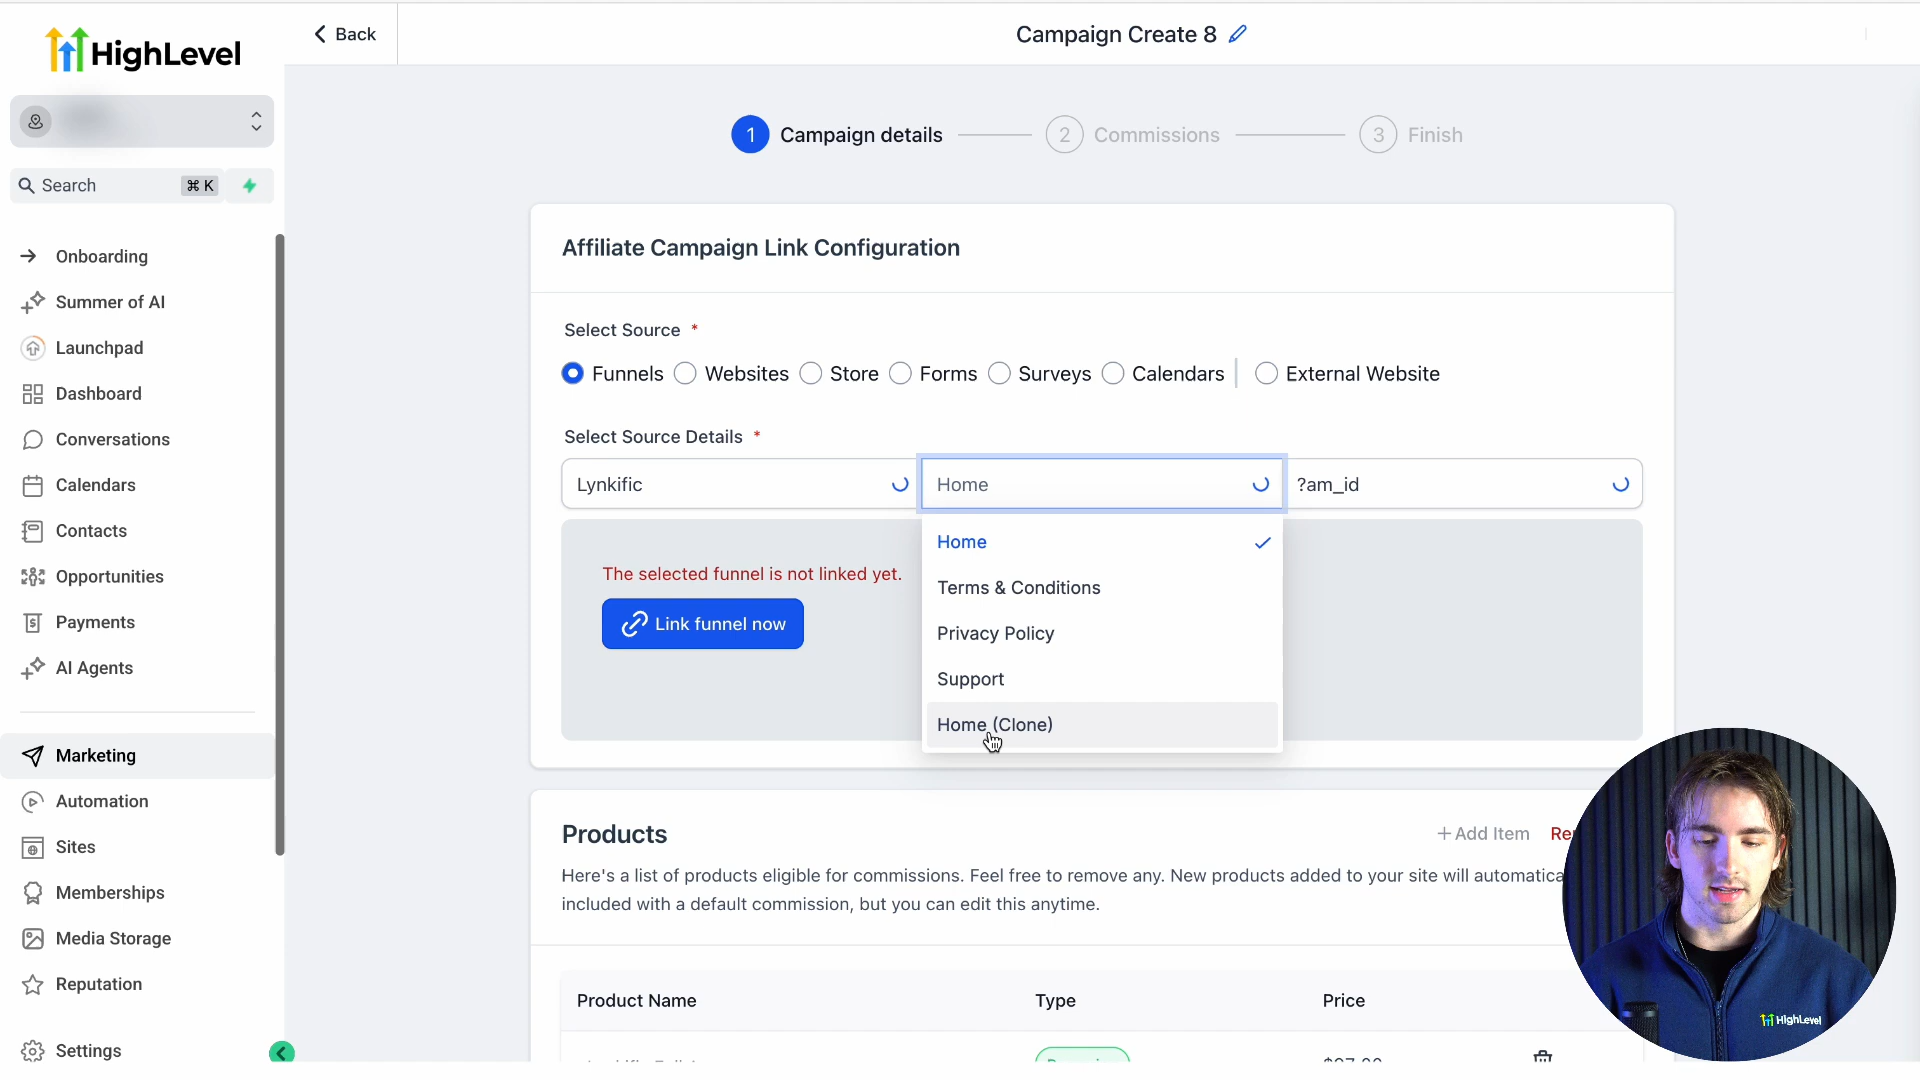 HighLevel
Back
Campaign Create 8
Search
⌘ K
1 Campaign details
2 Commissions
3 Finish
Onboarding
Summer of AI
Launchpad
Dashboard
Conversations
Calendars
Contacts
Opportunities
Payments
AI Agents
Marketing
Automation
Sites
Memberships
Media Storage
Reputation
Settings
Affiliate Campaign Link Configuration
Select Source *
Funnels Websites Store Forms Surveys Calendars External Website
Select Source Details *
Lynkific
Home
?am_id
Home
Terms & Conditions
Privacy Policy
Support
Home (Clone)
The selected funnel is not linked yet.
Link funnel now
Products
+ Add Item
Here's a list of products eligible for commissions. Feel free to remove any. New products added to your site will
included with a default commission, but you can edit this anytime.
Product Name
Type
Price
HighLevel